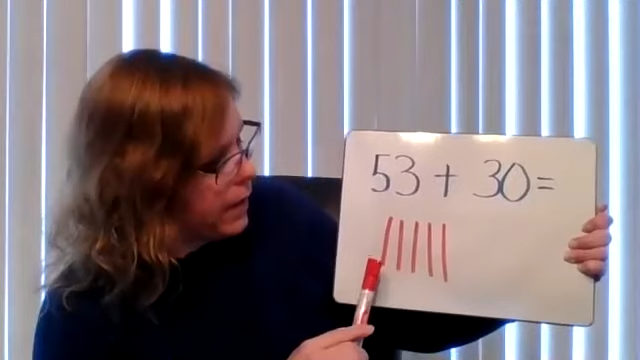 53 + 30 =